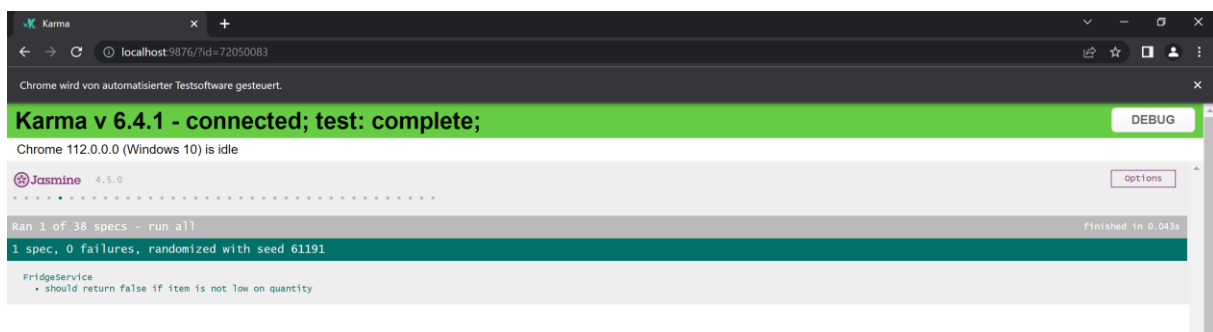 Karma
localhost:9876/?id=72050083
Chrome wird von automatisierter Testsoftware gesteuert.
Karma v 6.4.1 - connected; test: complete;
DEBUG
Chrome 112.0.0.0 (Windows 10) is idle
Jasmine 4.5.0
Options
Ran 1 of 38 specs - run all
finished in 0.043s
1 spec, 0 failures, randomized with seed 61191
FridgeService
• should return false if item is not low on quantity